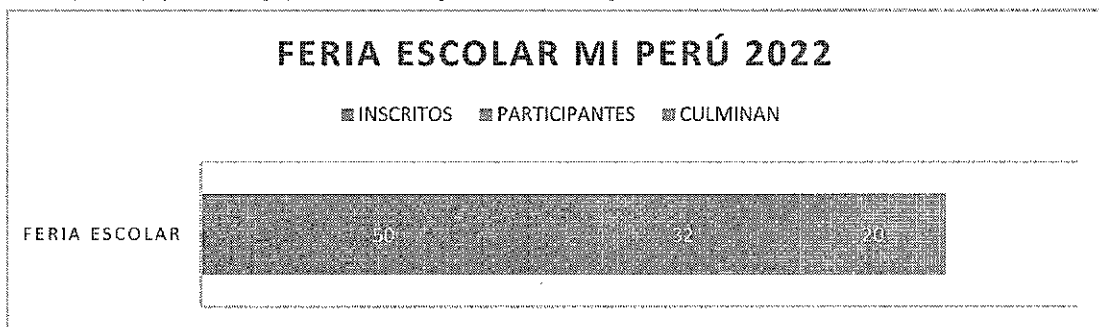 FERIA ESCOLAR MI PERÚ 2022
INSCRITOS PARTICIPANTES CULMINAN
FERIA ESCOLAR 50 32 20